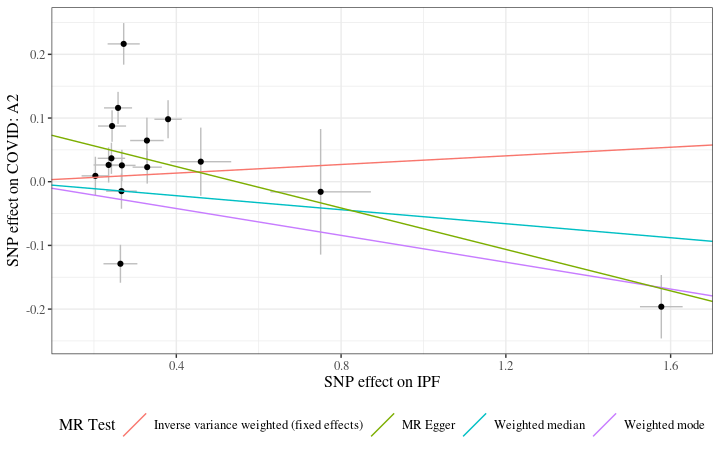 SNP effect on COVID: A2
0.2
0.1
0.0
-0.1
-0.2
0.4 0.8 1.2 1.6
SNP effect on IPF
MR Test Inverse variance weighted (fixed effects) MR Egger Weighted median Weighted mode